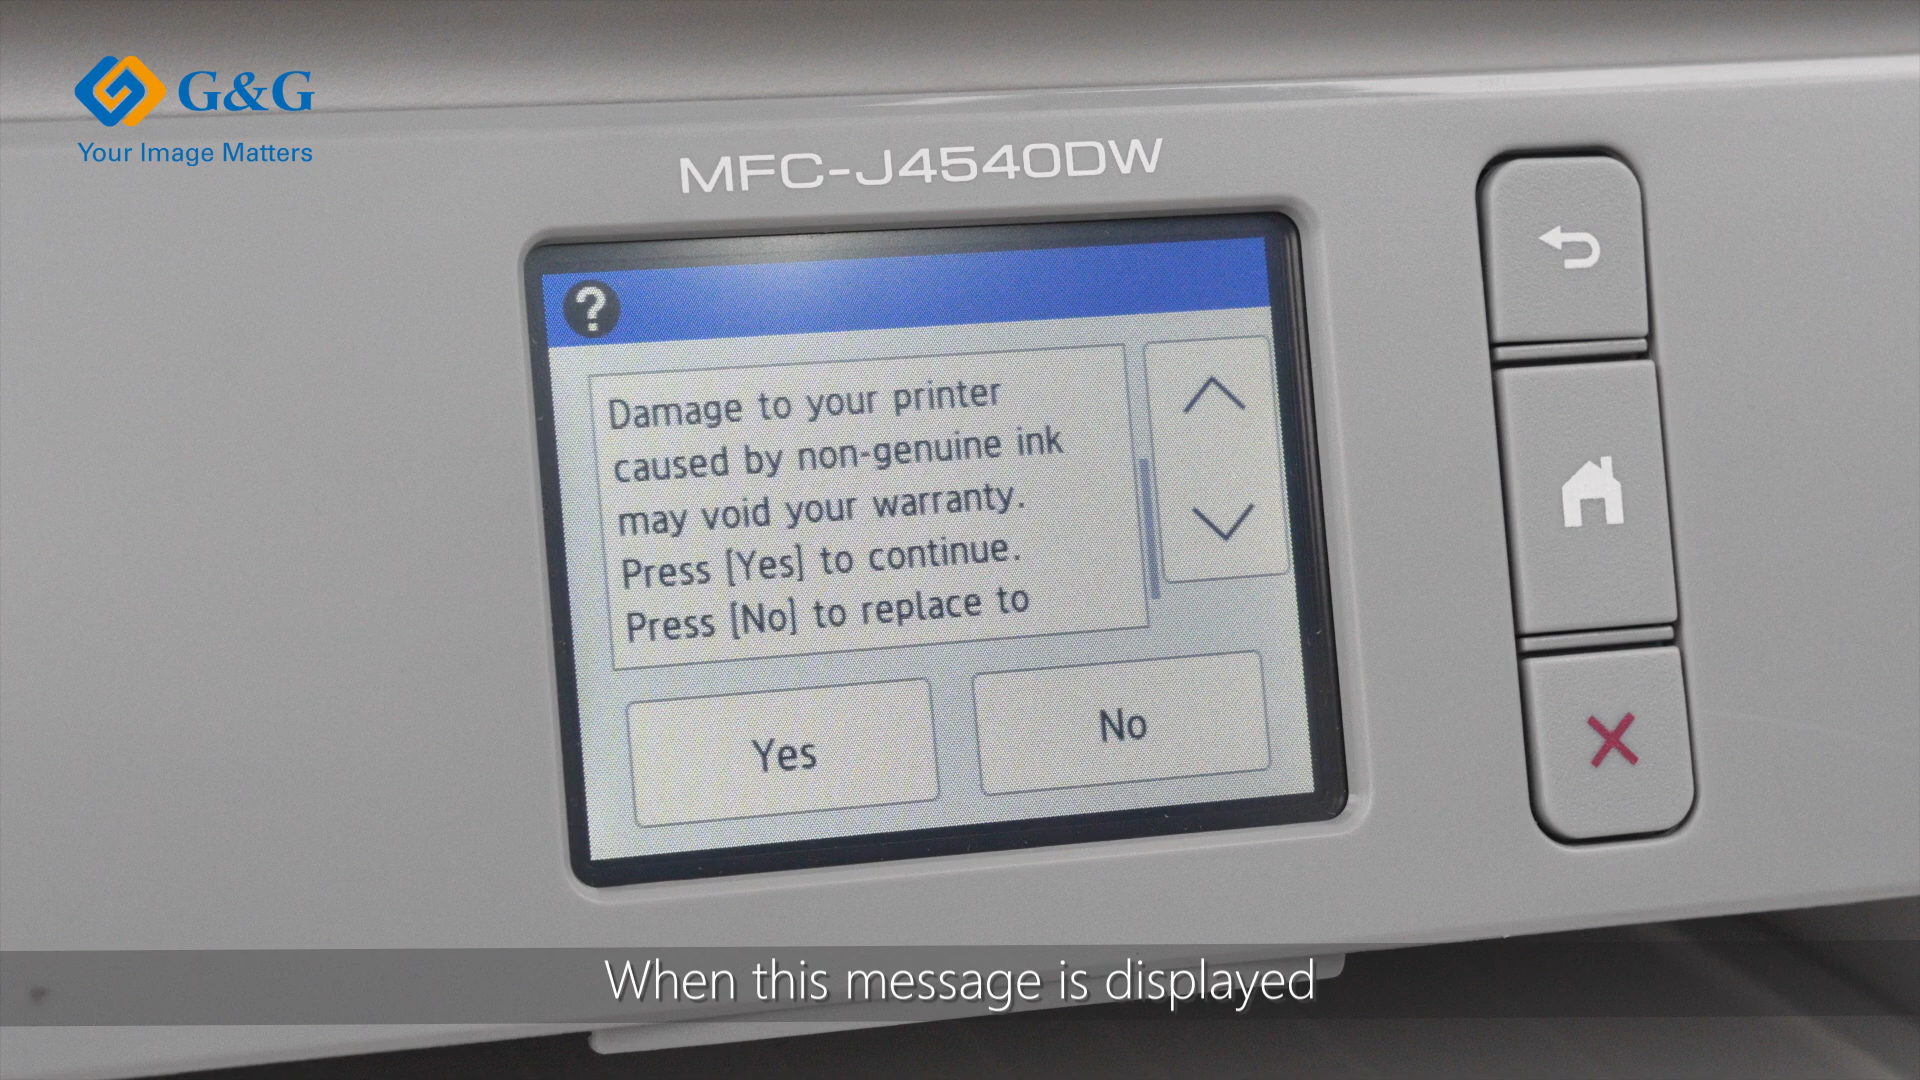 G&G
Your Image Matters
MFC-J4540DW
?
Damage to your printer
caused by non-genuine ink
may void your warranty.
Press [Yes] to continue.
Press [No] to replace to
Yes
No
When this message is displayed